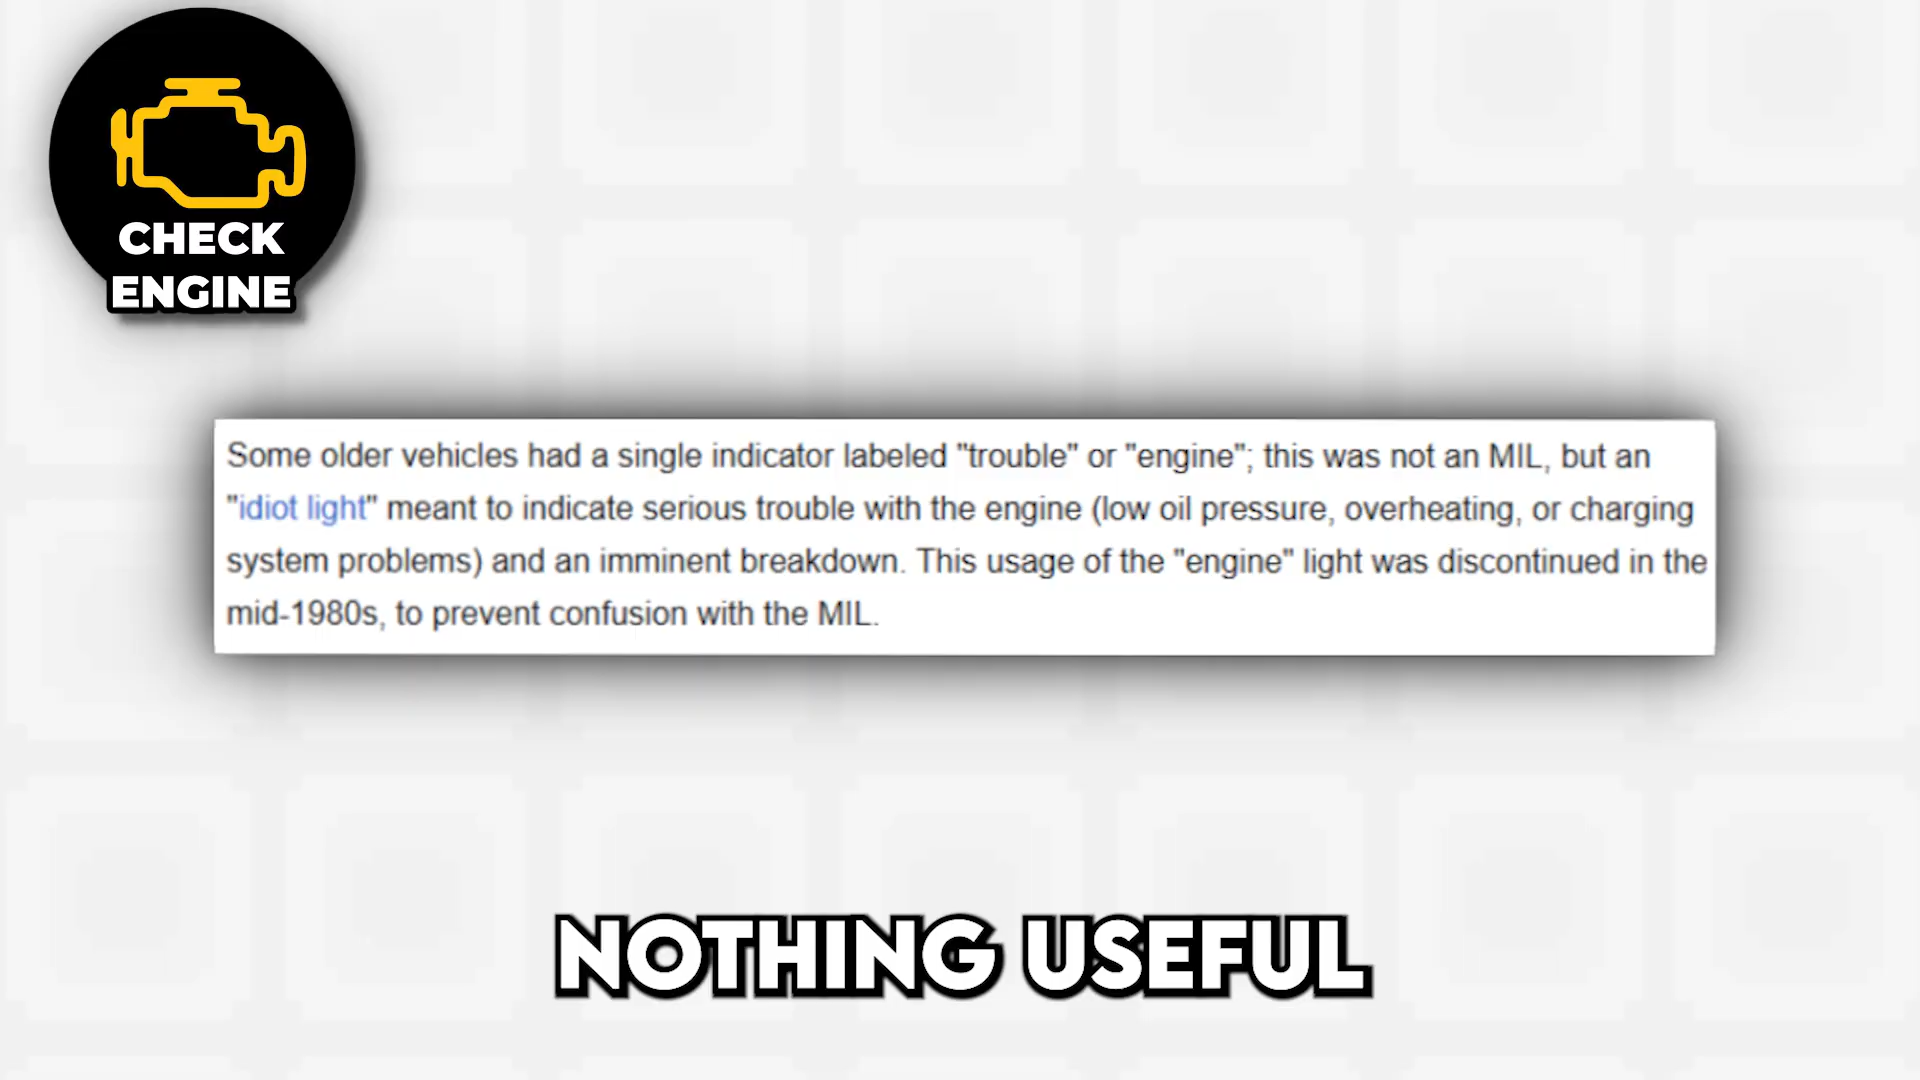 CHECK
ENGINE
Some older vehicles had a single indicator labeled "trouble" or "engine"; this was not an MIL, but an
"idiot light" meant to indicate serious trouble with the engine (low oil pressure, overheating, or charging
system problems) and an imminent breakdown. This usage of the "engine" light was discontinued in the
mid-1980s, to prevent confusion with the MIL.
NOTHING USEFUL